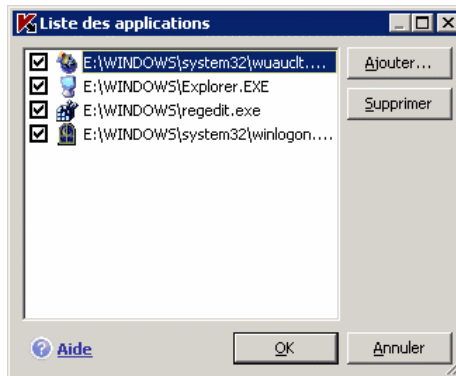 Liste des applications
E:\WINDOWS\system32\wuauclt....
Ajouter...
E:\WINDOWS\Explorer.EXE
E:\WINDOWS\regedit.exe
Supprimer
E:\WINDOWS\system32\winlogon....
Aide
OK
Annuler